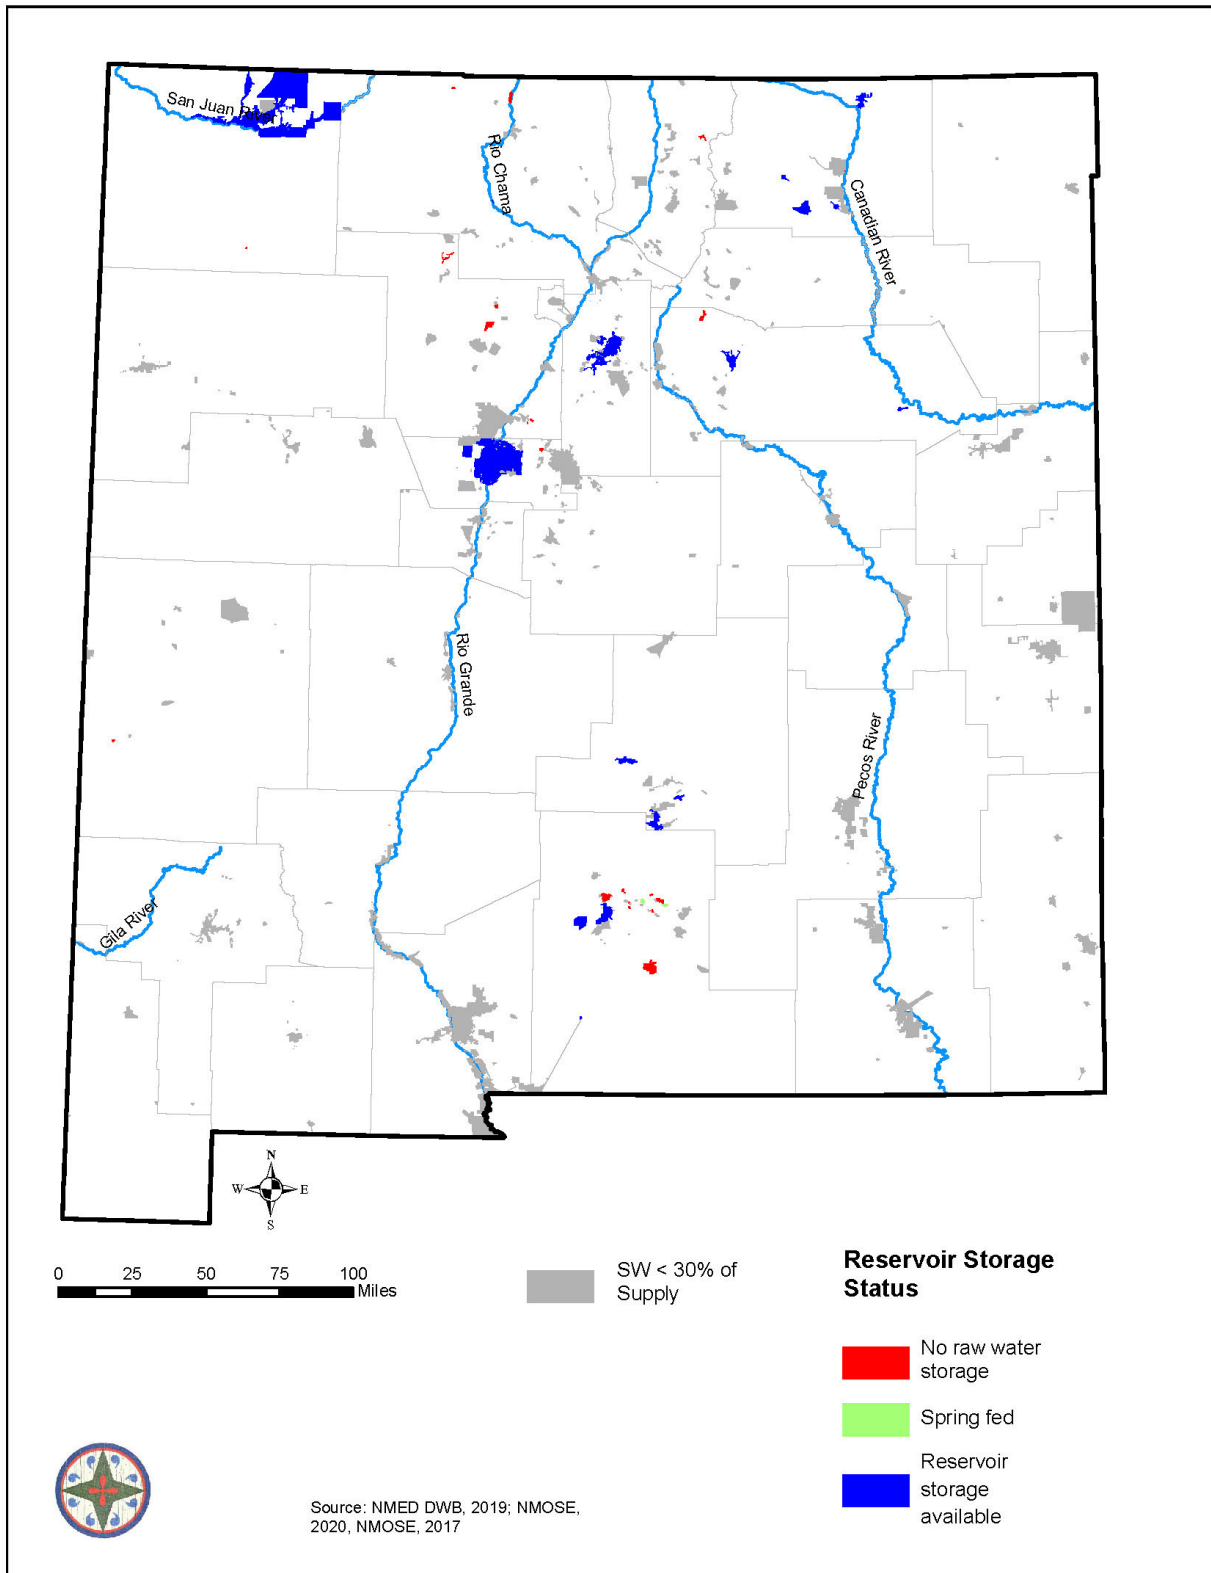 San Juan River
Rio Chama
Canadian River
Rio Grande
Pecos River
Gila River
N
W
E
S
0 25 50 75 100
Miles
SW < 30% of
Supply
Reservoir Storage
Status
No raw water
storage
Spring fed
Reservoir
storage
available
Source: NMED DWB, 2019; NMOSE,
2020, NMOSE, 2017